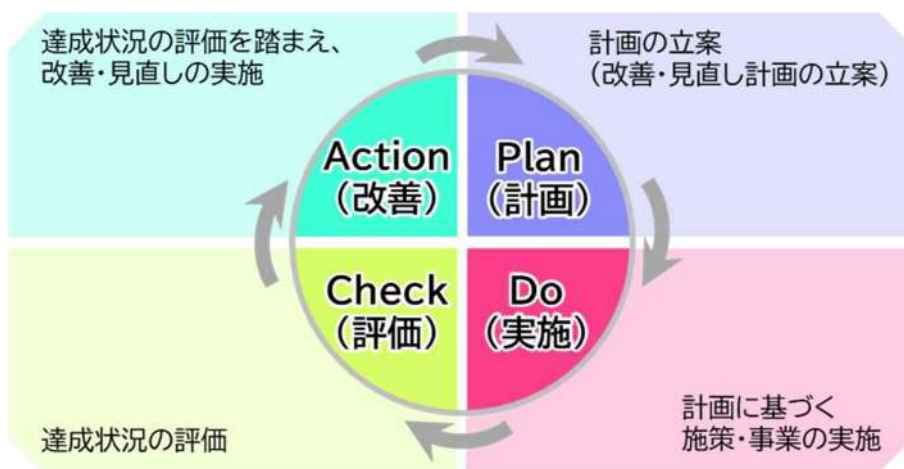 達成状況の評価を踏まえ、
改善・見直しの実施
計画の立案
(改善・見直し計画の立案)
Action
(改善)
Plan
(計画)
Check
(評価)
Do
(実施)
達成状況の評価
計画に基づく
施策・事業の実施